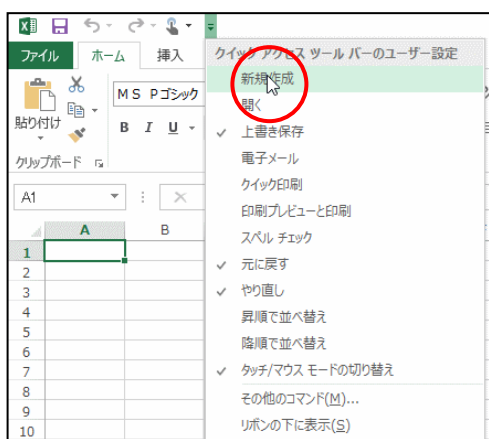 ファイル ホーム 挿入
クイック アクセス ツール バーのユーザー設定
新規作成
開く
上書き保存
電子メール
クイック印刷
印刷プレビューと印刷
スペル チェック
元に戻す
やり直し
昇順で並べ替え
降順で並べ替え
タッチ/マウス モードの切り替え
その他のコマンド(M)...
リボンの下に表示(S)
MS Pゴシック
貼り付け
B I U
クリップボード
A1
A B
1
2
3
4
5
6
7
8
9
10